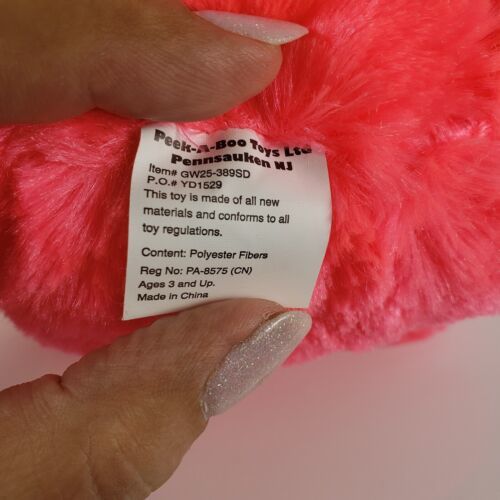 Peek-A-Boo Toys Ltd
Pennsauken NJ
Item# GW25-389SD
P.O.# YD1529
This toy is made of all new
materials and conforms to all
toy regulations.
Content: Polyester Fibers
Reg No: PA-8575 (CN)
Ages 3 and Up.
Made in China